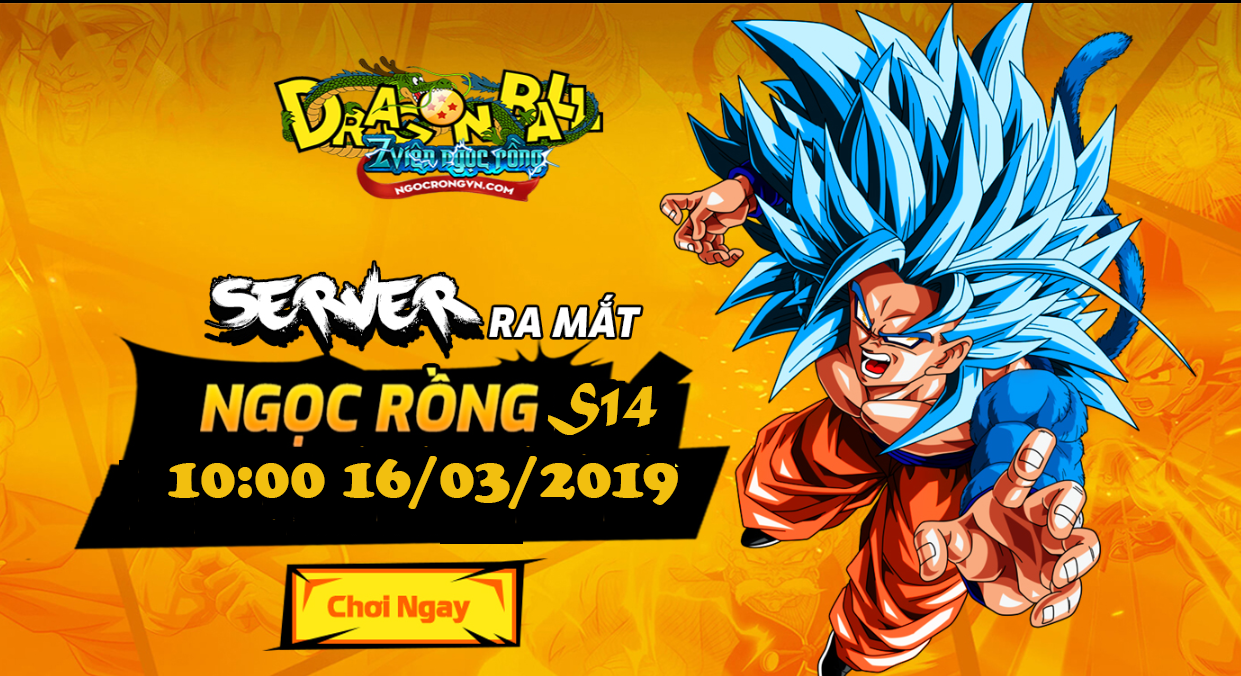 DRAGON BALL
7 viên ngọc rồng
NGOCRONGVN.COM
SERVER RA MẮT
NGỌC RỒNG S14
10:00 16/03/2019
Chơi Ngay